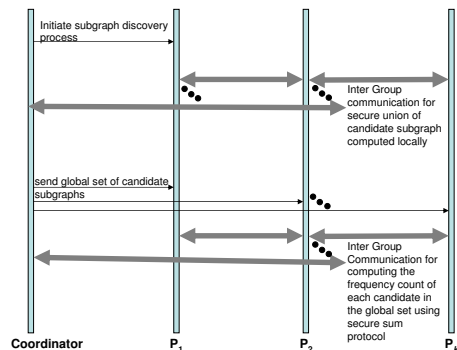 Initiate subgraph discovery
process
Inter Group
communication for
secure union of
candidate subgraph
computed locally
send global set of candidate
subgraphs
Inter Group
Communication for
computing the
frequency count of
each candidate in
the global set using
secure sum
protocol
Coordinator P1 P2 Pk